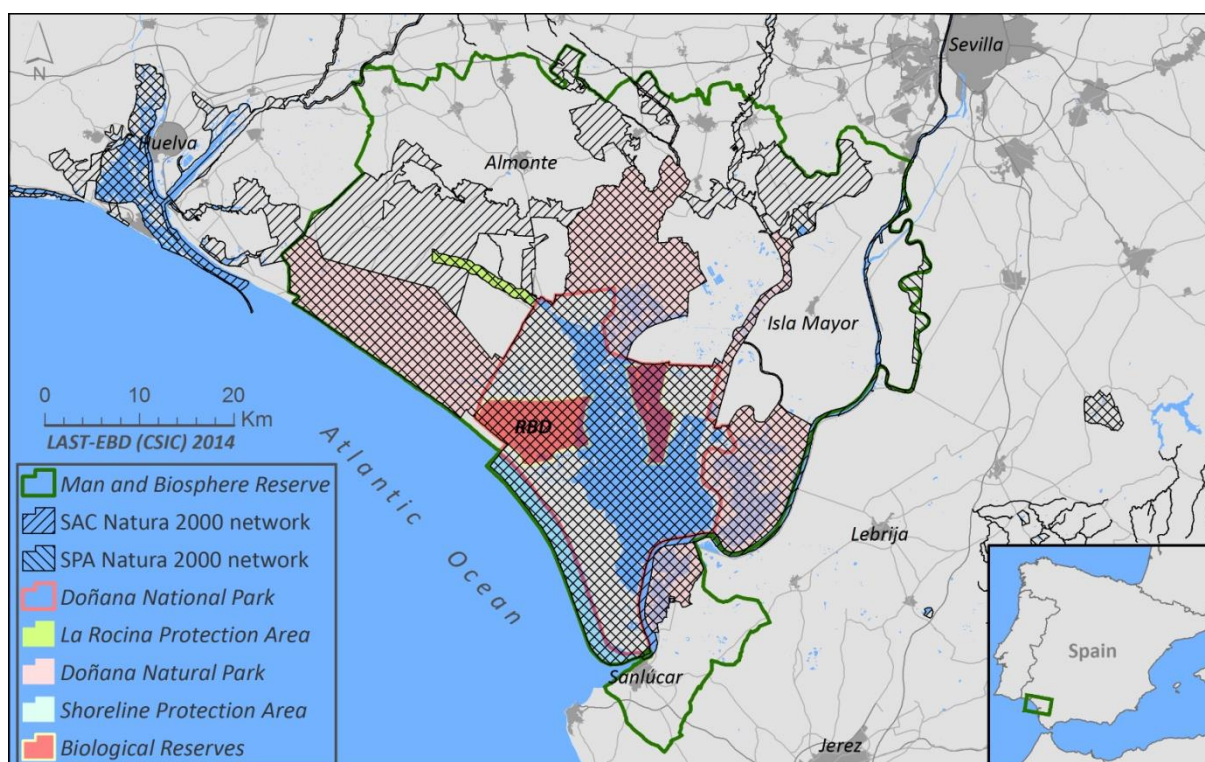 Sevilla
N
Huelva
Almonte
Isla Mayor
0 10 20
Km
LAST-EBD (CSIC) 2014
RBD
Atlantic Ocean
Man and Biosphere Reserve
SAC Natura 2000 network
SPA Natura 2000 network
Doñana National Park
La Rocina Protection Area
Doñana Natural Park
Shoreline Protection Area
Biological Reserves
Lebrija
Sanlúcar
Jerez
Spain